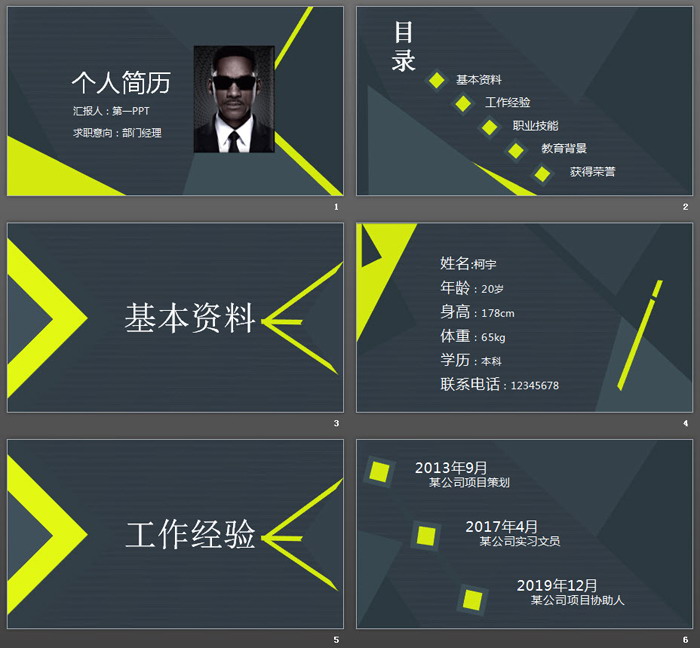 个人简历
汇报人：第一PPT
求职意向：部门经理
1
目录
基本资料
工作经验
职业技能
教育背景
获得荣誉
2
基本资料
3
姓名:柯宇
年龄：20岁
身高：178cm
体重：65kg
学历：本科
联系电话：12345678
4
工作经验
5
2013年9月
某公司项目策划
2017年4月
某公司实习文员
2019年12月
某公司项目协助人
6